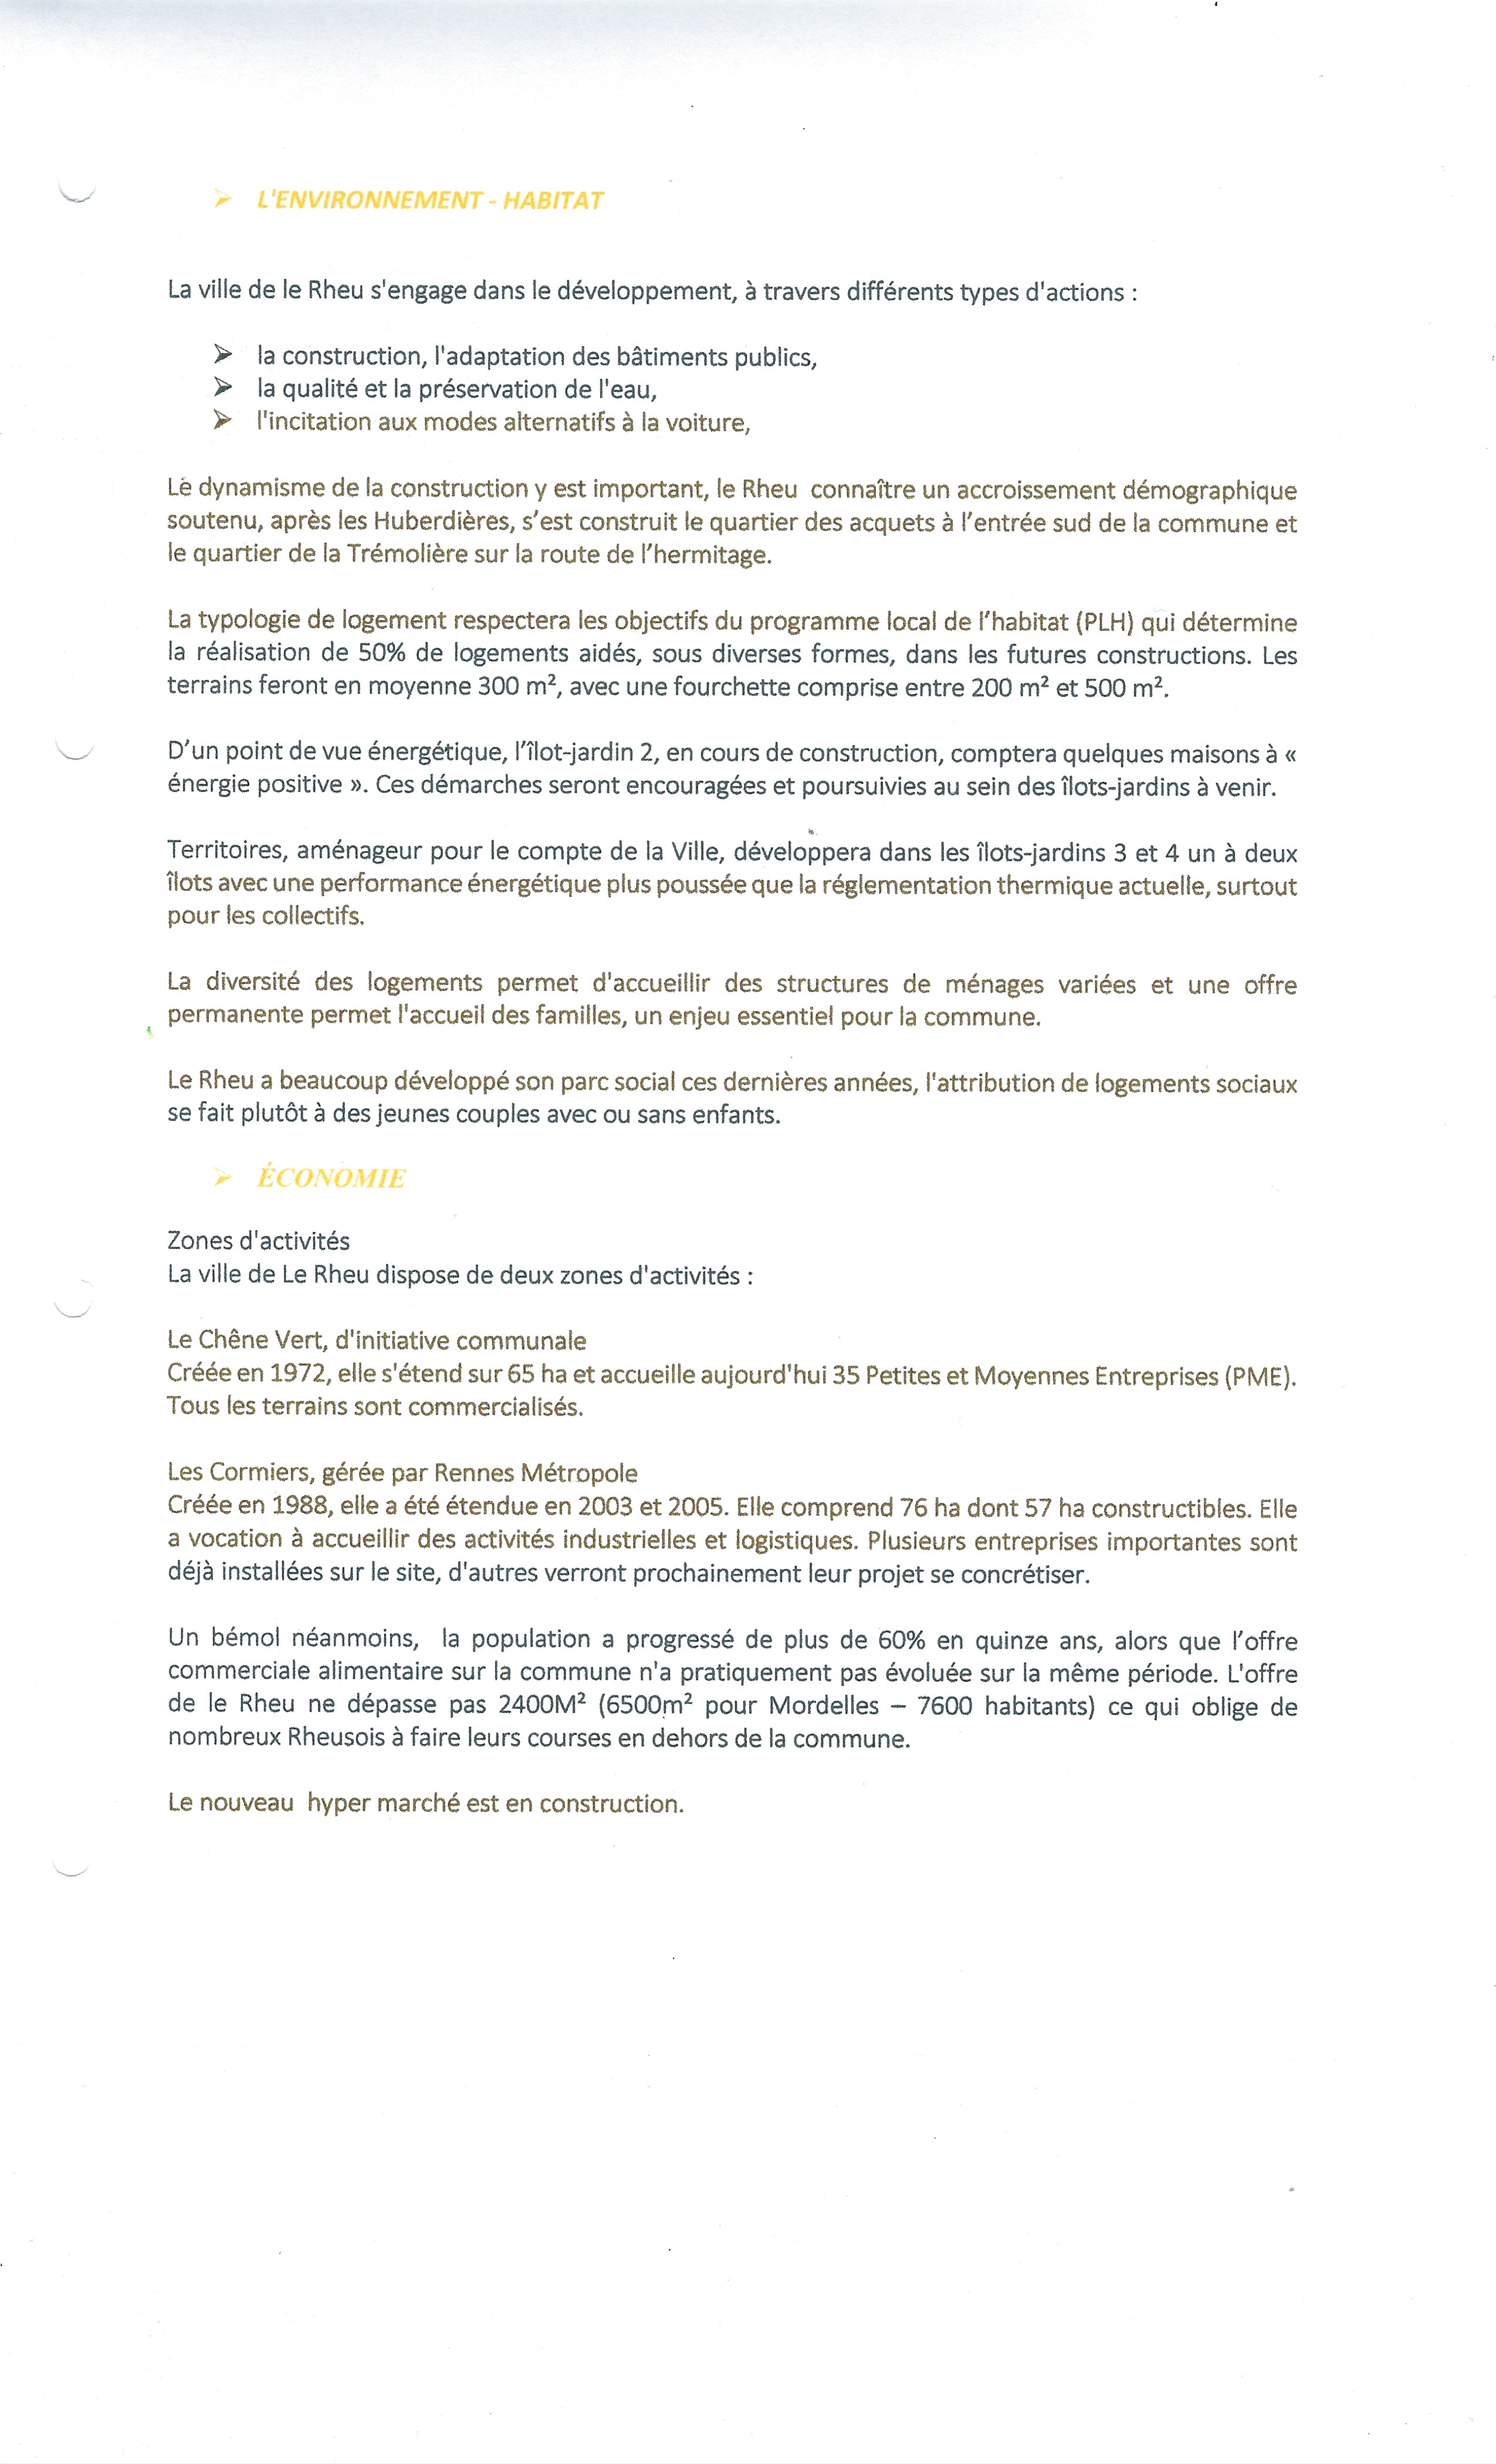 ➢ L'ENVIRONNEMENT - HABITAT
La ville de le Rheu s'engage dans le développement, à travers différents types d'actions :
➢ la construction, l'adaptation des bâtiments publics,
➢ la qualité et la préservation de l'eau,
➢ l'incitation aux modes alternatifs à la voiture,
Le dynamisme de la construction y est important, le Rheu connaître un accroissement démographique
soutenu, après les Huberdières, s’est construit le quartier des acquets à l’entrée sud de la commune et
le quartier de la Trémolière sur la route de l’hermitage.
La typologie de logement respectera les objectifs du programme local de l’habitat (PLH) qui détermine
la réalisation de 50% de logements aidés, sous diverses formes, dans les futures constructions. Les
terrains feront en moyenne 300 m², avec une fourchette comprise entre 200 m² et 500 m².
D’un point de vue énergétique, l’îlot-jardin 2, en cours de construction, comptera quelques maisons à «
énergie positive ». Ces démarches seront encouragées et poursuivies au sein des îlots-jardins à venir.
Territoires, aménageur pour le compte de la Ville, développera dans les îlots-jardins 3 et 4 un à deux
îlots avec une performance énergétique plus poussée que la réglementation thermique actuelle, surtout
pour les collectifs.
La diversité des logements permet d'accueillir des structures de ménages variées et une offre
permanente permet l'accueil des familles, un enjeu essentiel pour la commune.
Le Rheu a beaucoup développé son parc social ces dernières années, l'attribution de logements sociaux
se fait plutôt à des jeunes couples avec ou sans enfants.
➢ ÉCONOMIE
Zones d'activités
La ville de Le Rheu dispose de deux zones d'activités :
Le Chêne Vert, d'initiative communale
Créée en 1972, elle s'étend sur 65 ha et accueille aujourd'hui 35 Petites et Moyennes Entreprises (PME).
Tous les terrains sont commercialisés.
Les Cormiers, gérée par Rennes Métropole
Créée en 1988, elle a été étendue en 2003 et 2005. Elle comprend 76 ha dont 57 ha constructibles. Elle
a vocation à accueillir des activités industrielles et logistiques. Plusieurs entreprises importantes sont
déjà installées sur le site, d'autres verront prochainement leur projet se concrétiser.
Un bémol néanmoins, la population a progressé de plus de 60% en quinze ans, alors que l’offre
commerciale alimentaire sur la commune n'a pratiquement pas évoluée sur la même période. L'offre
de le Rheu ne dépasse pas 2400M² (6500m² pour Mordelles – 7600 habitants) ce qui oblige de
nombreux Rheusois à faire leurs courses en dehors de la commune.
Le nouveau hyper marché est en construction.